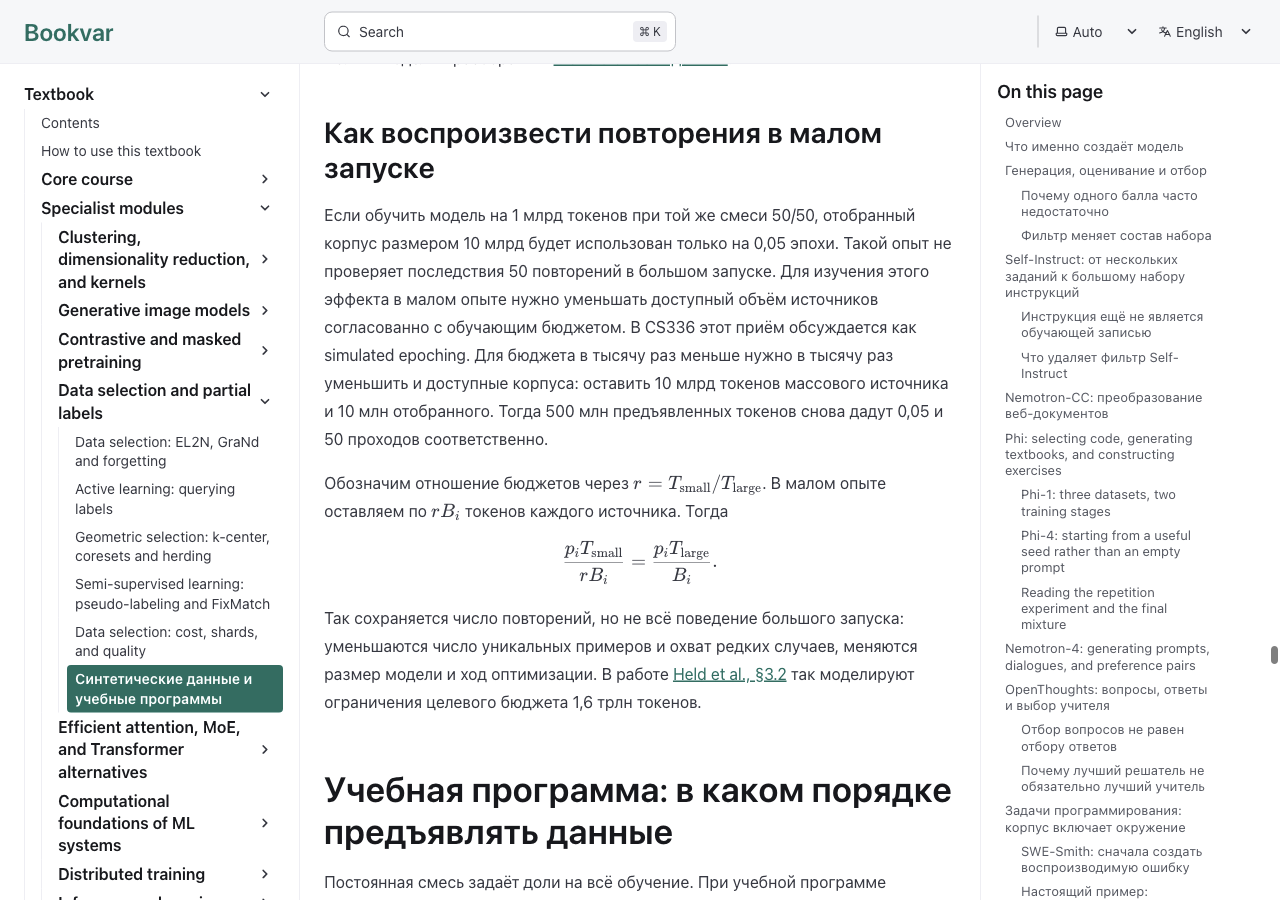 Bookvar
Search
⌘ K
Auto
English
Textbook
Contents
How to use this textbook
Core course
Specialist modules
Clustering,
dimensionality reduction,
and kernels
Generative image models
Contrastive and masked
pretraining
Data selection and partial
labels
Data selection: EL2N, GraNd
and forgetting
Active learning: querying
labels
Geometric selection: k-center,
coresets and herding
Semi-supervised learning:
pseudo-labeling and FixMatch
Data selection: cost, shards,
and quality
Синтетические данные и
учебные программы
Efficient attention, MoE,
and Transformer
alternatives
Computational
foundations of ML
systems
Distributed training
Как воспроизвести повторения в малом
запуске
Если обучить модель на 1 млрд токенов при той же смеси 50/50, отобранный
корпус размером 10 млрд будет использован только на 0,05 эпохи. Такой опыт не
проверяет последствия 50 повторений в большом запуске. Для изучения этого
эффекта в малом опыте нужно уменьшать доступный объём источников
согласованно с обучающим бюджетом. В CS336 этот приём обсуждается как
simulated epoching. Для бюджета в тысячу раз меньше нужно в тысячу раз
уменьшить и доступные корпуса: оставить 10 млрд токенов массового источника
и 10 млн отобранного. Тогда 500 млн предъявленных токенов снова дадут 0,05 и
50 проходов соответственно.
Обозначим отношение бюджетов через r = T_small/T_large. В малом опыте
оставляем по rB_i токенов каждого источника. Тогда
p_iT_small / rB_i = p_iT_large / B_i.
Так сохраняется число повторений, но не всё поведение большого запуска:
уменьшаются число уникальных примеров и охват редких случаев, меняются
размер модели и ход оптимизации. В работе Held et al., §3.2 так моделируют
ограничения целевого бюджета 1,6 трлн токенов.
Учебная программа: в каком порядке
предъявлять данные
Постоянная смесь задаёт доли на всё обучение. При учебной программе
On this page
Overview
Что именно создаёт модель
Генерация, оценивание и отбор
Почему одного балла часто
недостаточно
Фильтр меняет состав набора
Self-Instruct: от нескольких
заданий к большому набору
инструкций
Инструкция ещё не является
обучающей записью
Что удаляет фильтр Self-
Instruct
Nemotron-CC: преобразование
веб-документов
Phi: selecting code, generating
textbooks, and constructing
exercises
Phi-1: three datasets, two
training stages
Phi-4: starting from a useful
seed rather than an empty
prompt
Reading the repetition
experiment and the final
mixture
Nemotron-4: generating prompts,
dialogues, and preference pairs
OpenThoughts: вопросы, ответы
и выбор учителя
Отбор вопросов не равен
отбору ответов
Почему лучший решатель не
обязательно лучший учитель
Задачи программирования:
корпус включает окружение
SWE-Smith: сначала создать
воспроизводимую ошибку
Настоящий пример: